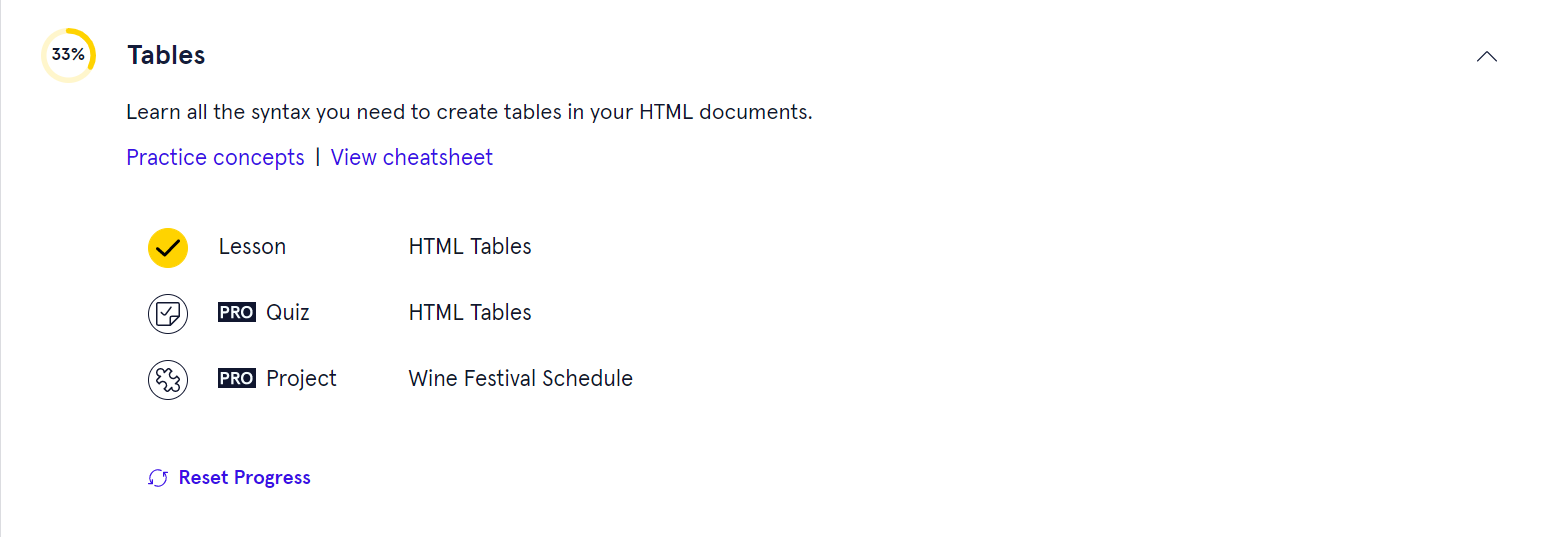 33% Tables
Learn all the syntax you need to create tables in your HTML documents.
Practice concepts | View cheatsheet
Lesson HTML Tables
PRO Quiz HTML Tables
PRO Project Wine Festival Schedule
Reset Progress